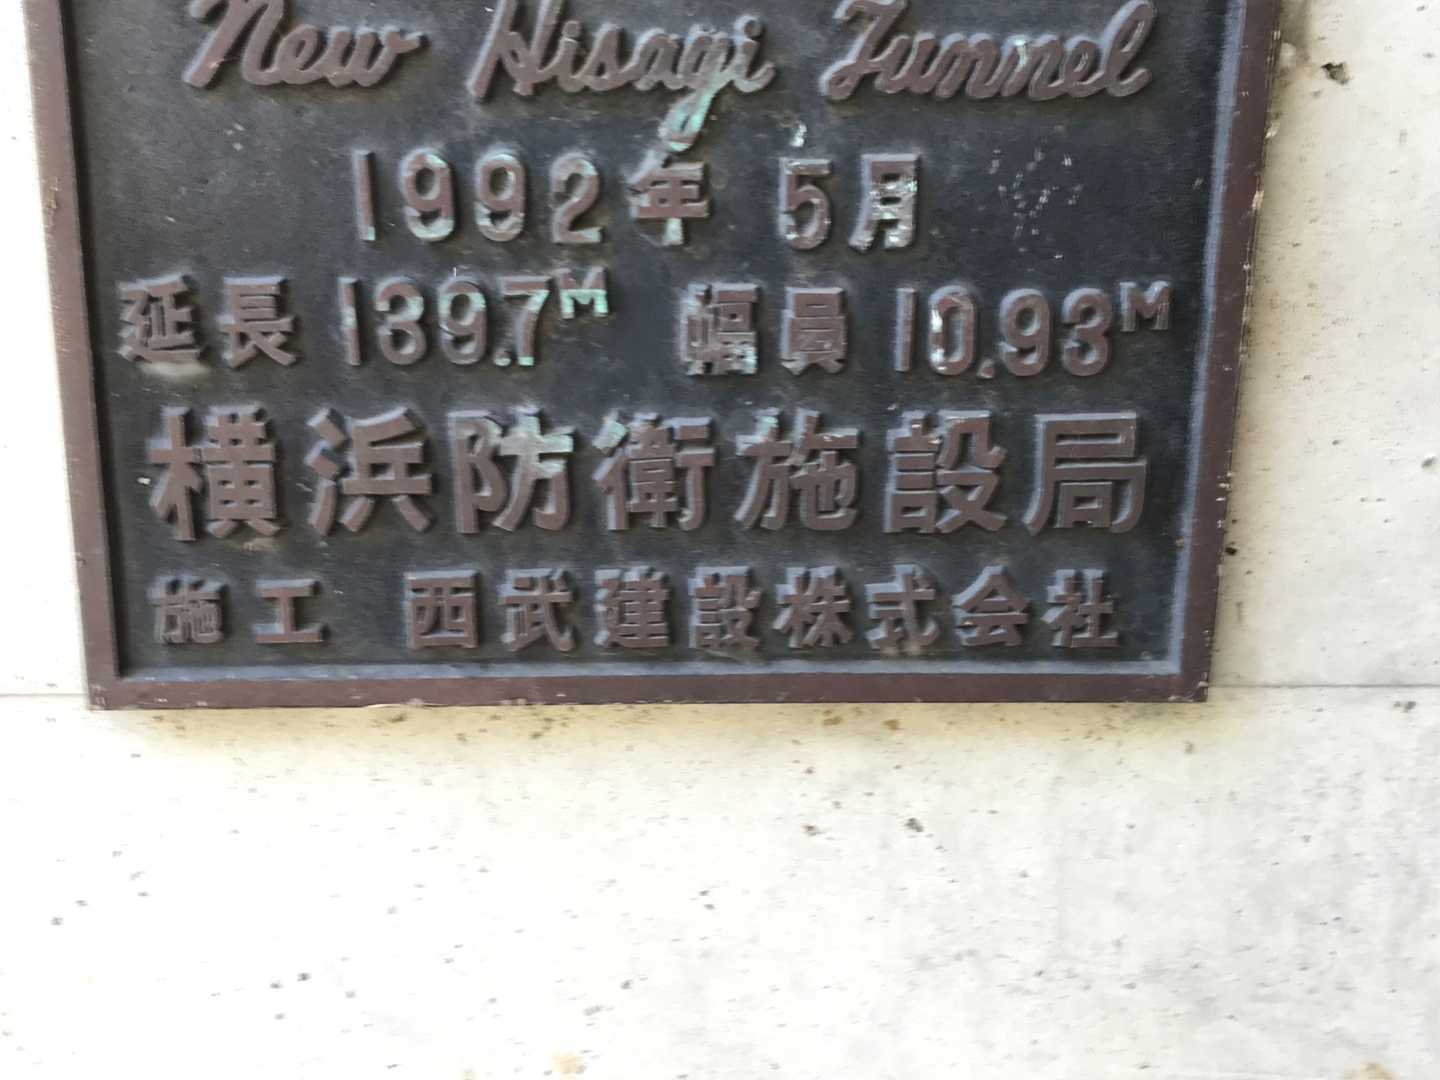 New Hisagi Tunnel
1992年 5月
延長 139.7M 幅員 10.93M
横浜防衛施設局
施工 西武建設株式会社